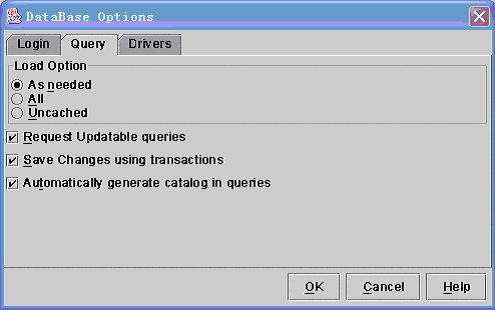 DataBase Options
Login Query Drivers
Load Option
As needed
All
Uncached
Request Updatable queries
Save Changes using transactions
Automatically generate catalog in queries
OK Cancel Help